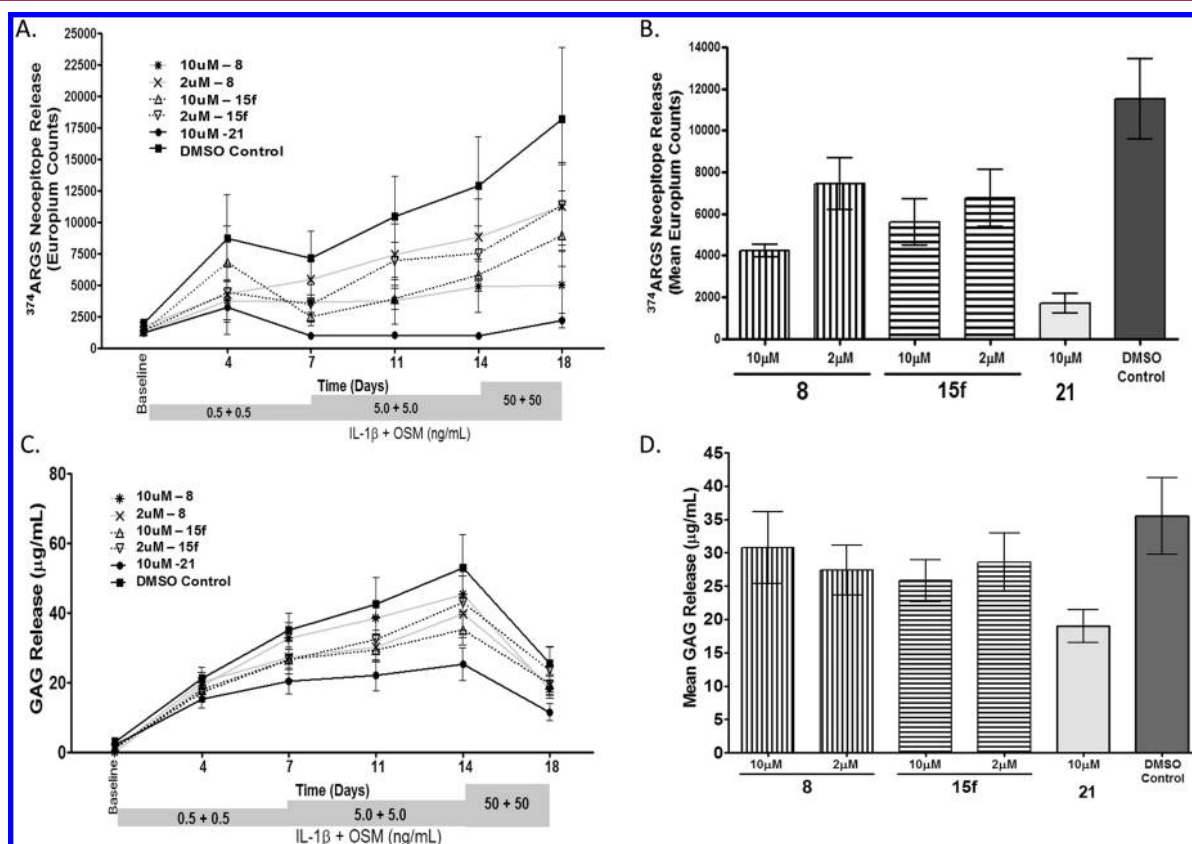 A.
25000
22500
20000
17500
15000
12500
10000
7500
5000
2500
0
³⁷⁴ARGS Neoepitope Release
(Europium Counts)
10uM – 8
2uM – 8
10uM – 15f
2uM – 15f
10uM -21
DMSO Control
Baseline
4
7
11
14
18
Time (Days)
0.5 + 0.5
5.0 + 5.0
50 + 50
IL-1β + OSM (ng/mL)
B.
14000
12000
10000
8000
6000
4000
2000
0
³⁷⁴ARGS Neoepitope Release
(Mean Europium Counts)
10μM
2μM
10μM
2μM
10μM
DMSO
Control
8
15f
21
C.
80
60
40
20
0
GAG Release (μg/mL)
10uM – 8
2uM – 8
10uM – 15f
2uM – 15f
10uM -21
DMSO Control
Baseline
4
7
11
14
18
Time (Days)
0.5 + 0.5
5.0 + 5.0
50 + 50
IL-1β + OSM (ng/mL)
D.
45
40
35
30
25
20
15
10
5
0
Mean GAG Release (μg/mL)
10μM
2μM
10μM
2μM
10μM
DMSO
Control
8
15f
21